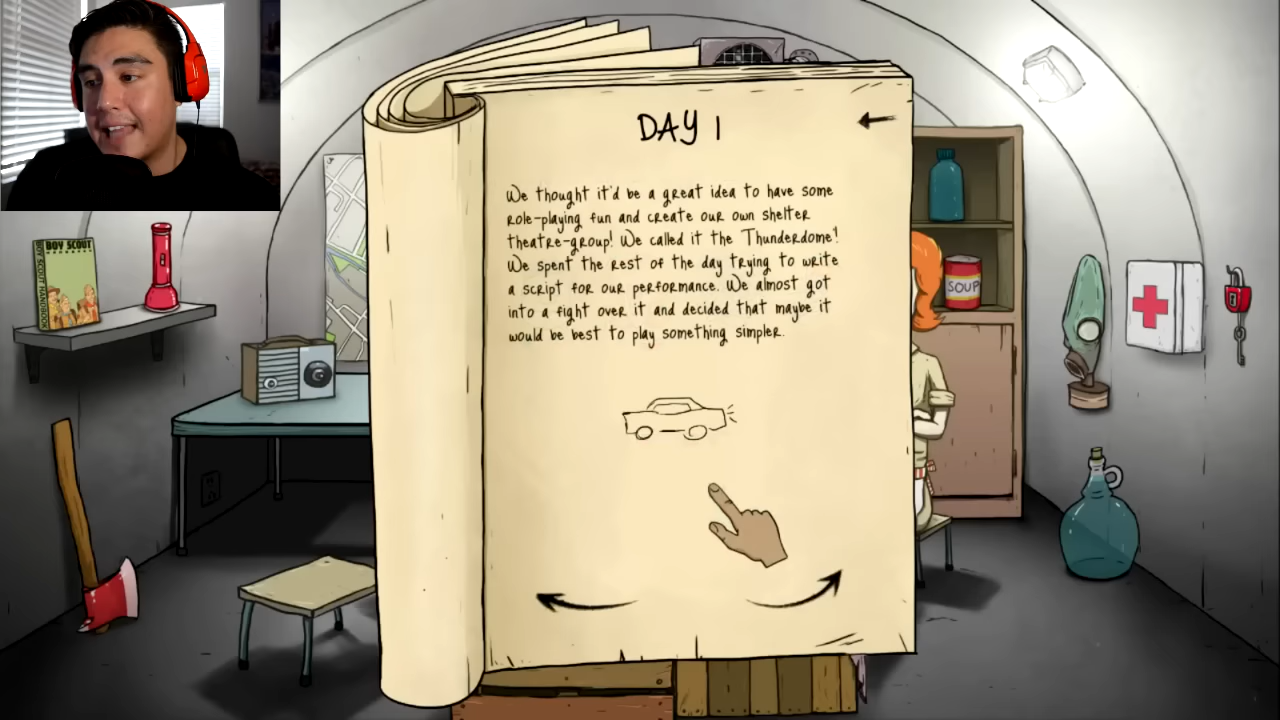 DAY 1
We thought it'd be a great idea to have some
role-playing fun and create our own shelter
theatre-group! We called it the 'Thunderdome'!
We spent the rest of the day trying to write
a script for our performance. We almost got
into a fight over it and decided that maybe it
would be best to play something simpler.
BOY SCOUT
BOY SCOUT HANDBOOK
SOUP